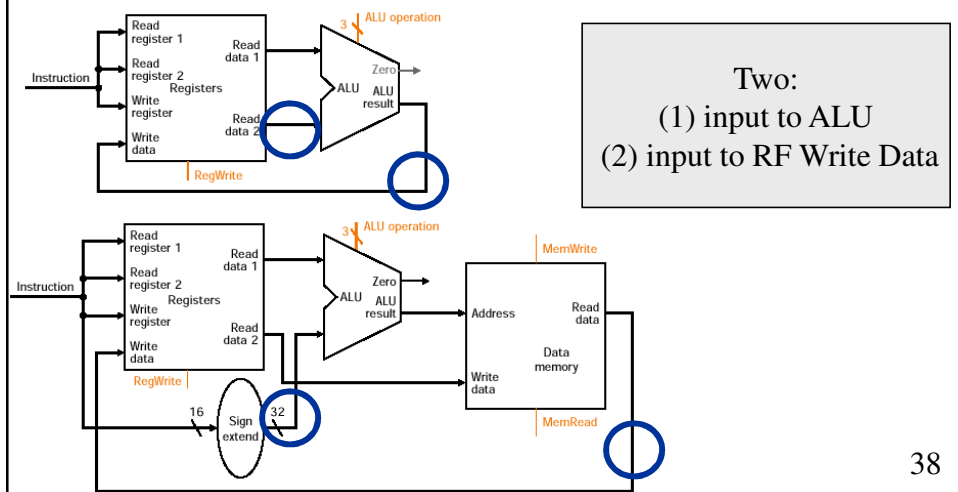 3
ALU operation
Read
register 1
Read
data 1
Zero
Instruction
Read
register 2
Registers
ALU
ALU
result
Write
register
Write
data
Read
data 2
RegWrite
Two:
(1) input to ALU
(2) input to RF Write Data
3
ALU operation
Read
register 1
Read
data 1
MemWrite
Read
register 2
Zero
Instruction
Registers
ALU
ALU
result
Address
Read
data
Write
register
Read
data 2
Write
data
Data
memory
Write
data
RegWrite
16
Sign
extend
32
MemRead
38